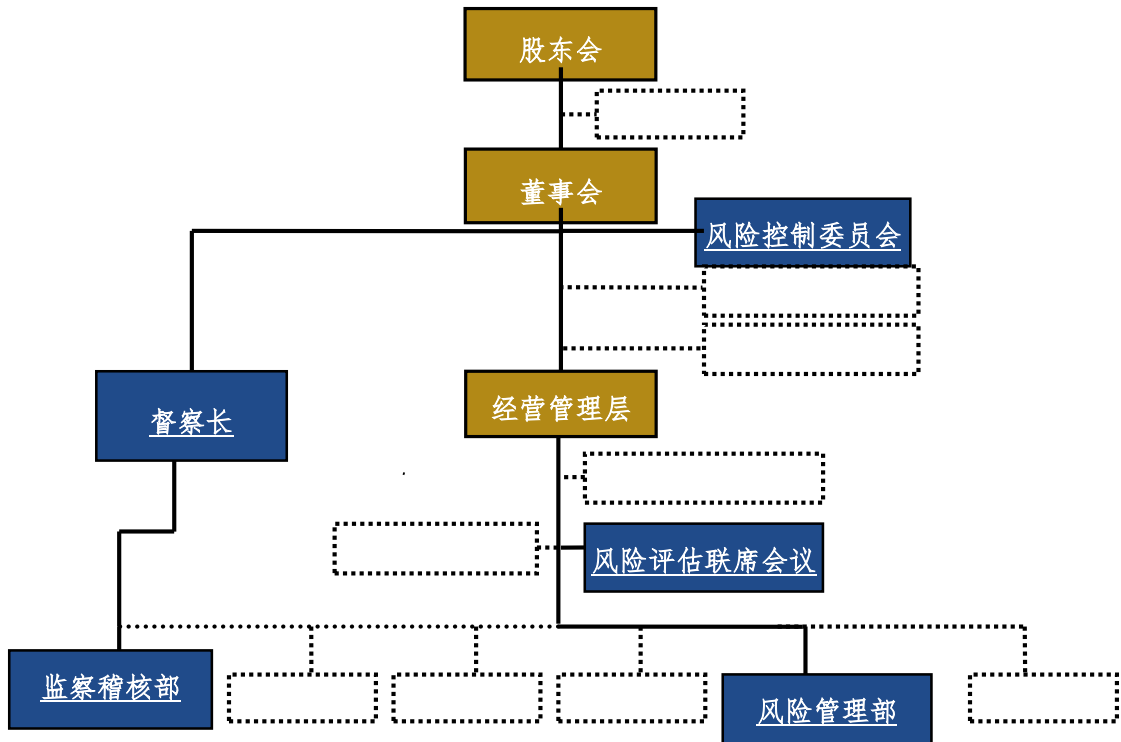 股东会
董事会
风险控制委员会
督察长
经营管理层
风险评估联席会议
监察稽核部
风险管理部